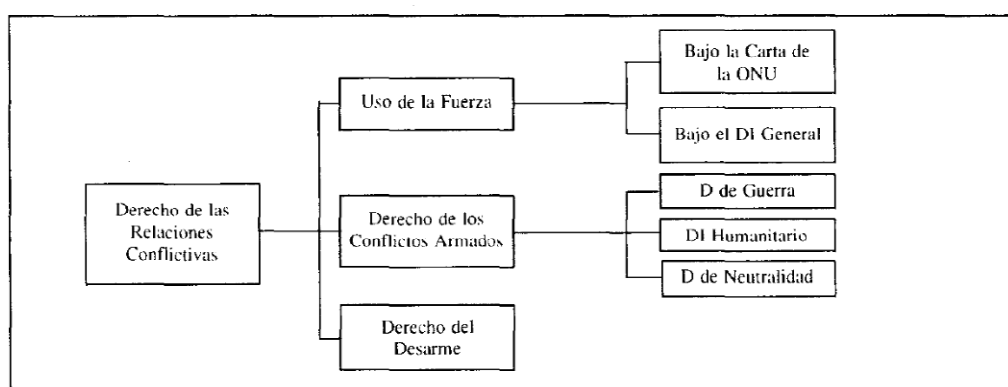 Derecho de las
Relaciones
Conflictivas
Uso de la Fuerza
Bajo la Carta de
la ONU
Bajo el DI General
Derecho de los
Conflictos Armados
D de Guerra
DI Humanitario
D de Neutralidad
Derecho del
Desarme